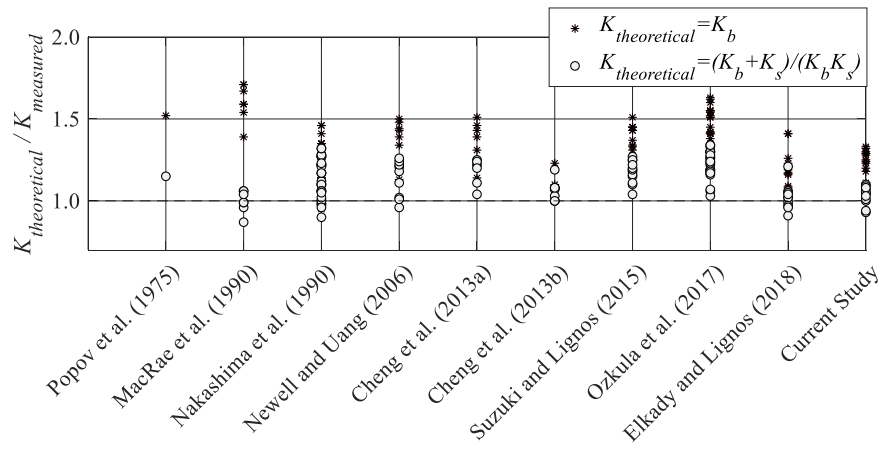 K_theoretical=K_b
K_theoretical=(K_b+K_s)/(K_bK_s)
K_theoretical / K_measured
2.0
1.5
1.0
Popov et al. (1975)
MacRae et al. (1990)
Nakashima et al. (1990)
Newell and Uang (2006)
Cheng et al. (2013a)
Cheng et al. (2013b)
Suzuki and Lignos (2015)
Ozkula et al. (2017)
Elkady and Lignos (2018)
Current Study